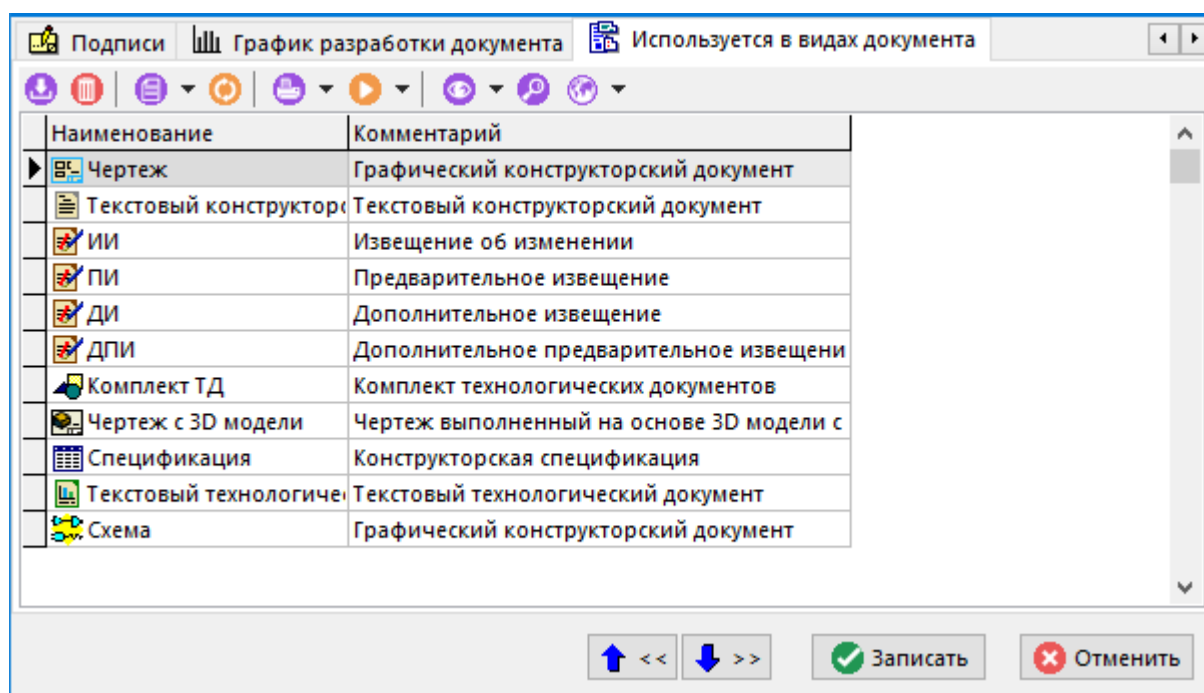 Подписи График разработки документа Используется в видах документа
Наименование Комментарий
Чертеж Графический конструкторский документ
Текстовый конструкторс Текстовый конструкторский документ
ИИ Извещение об изменении
ПИ Предварительное извещение
ДИ Дополнительное извещение
ДПИ Дополнительное предварительное извещени
Комплект ТД Комплект технологических документов
Чертеж с 3D модели Чертеж выполненный на основе 3D модели с
Спецификация Конструкторская спецификация
Текстовый технологичес Текстовый технологический документ
Схема Графический конструкторский документ
<< >> Записать Отменить